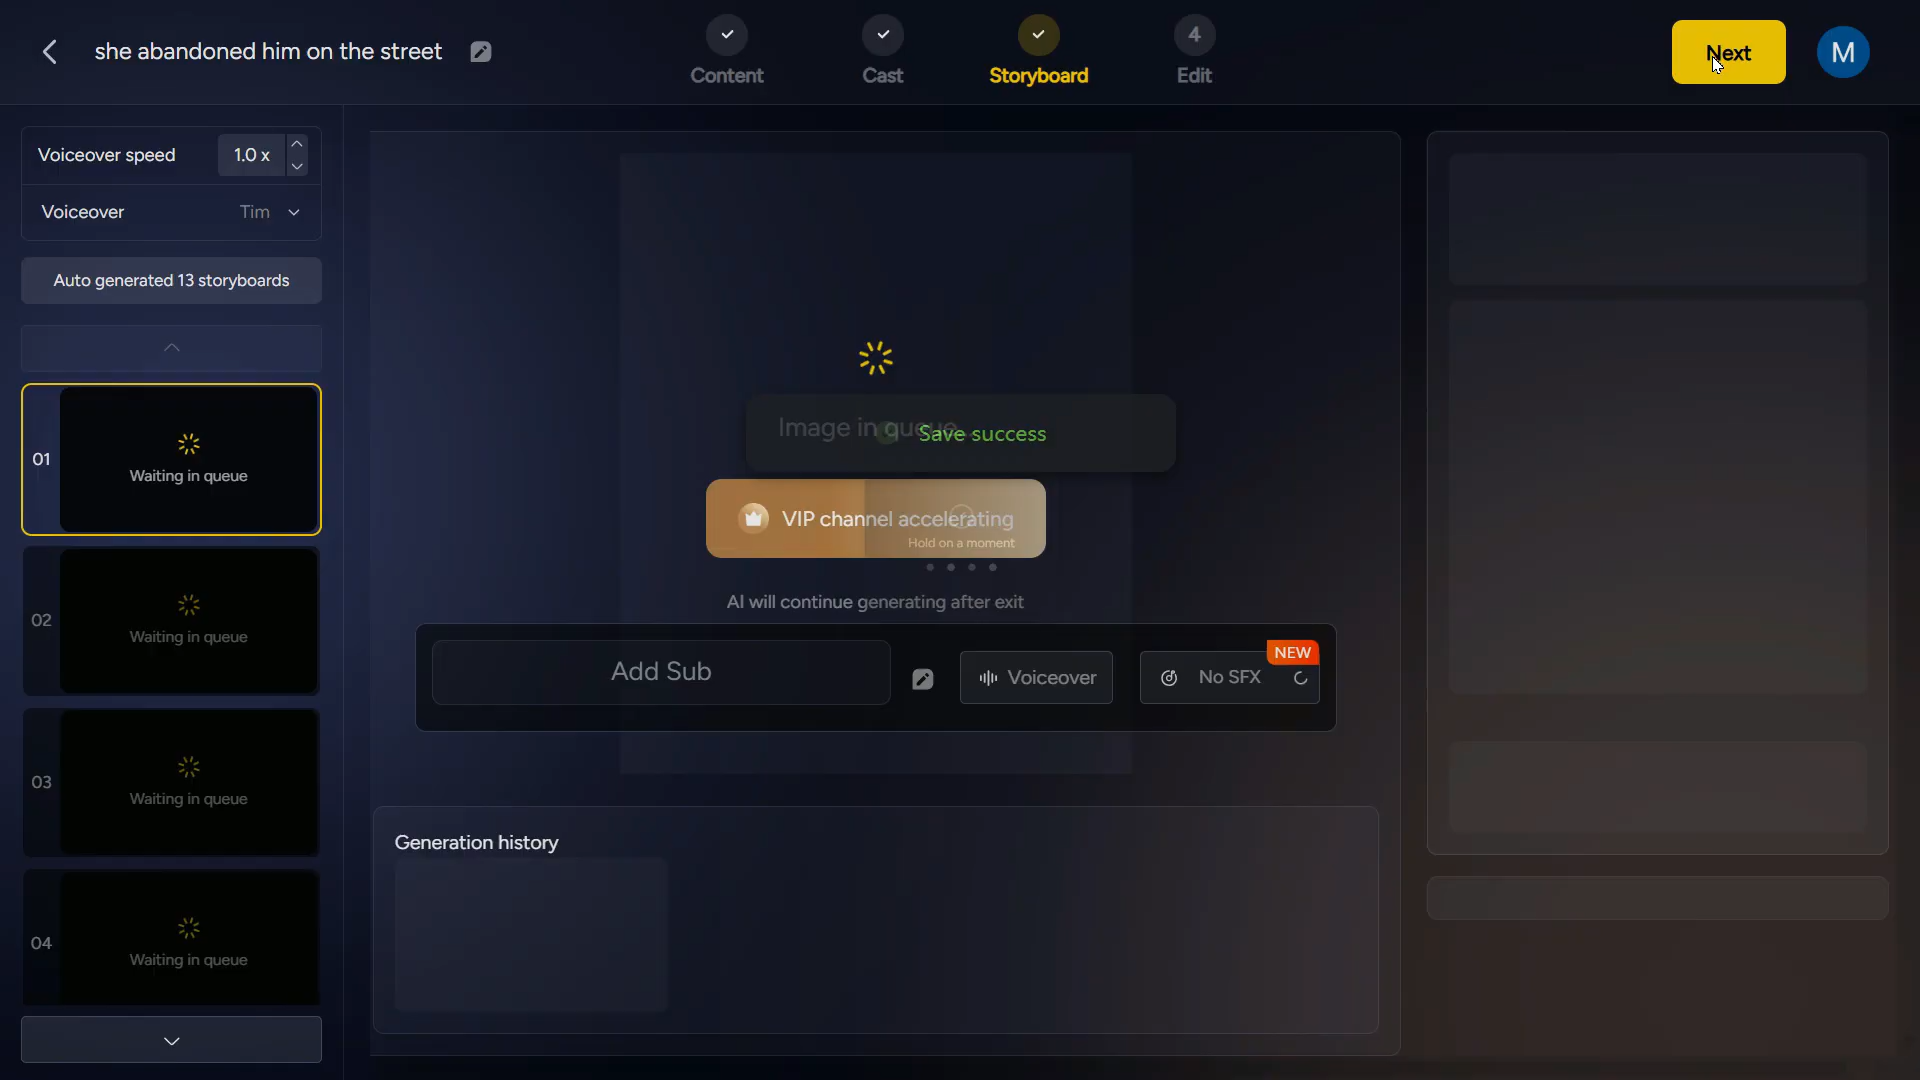 she abandoned him on the street
Content
Cast
Storyboard
4
Edit
Next
M
Voiceover speed
1.0 x
Voiceover
Tim
Auto generated 13 storyboards
01
Waiting in queue
02
Waiting in queue
03
Waiting in queue
04
Waiting in queue
Image in queue
Save success
VIP channel accelerating
Hold on a moment
AI will continue generating after exit
Add Sub
Voiceover
No SFX
NEW
Generation history